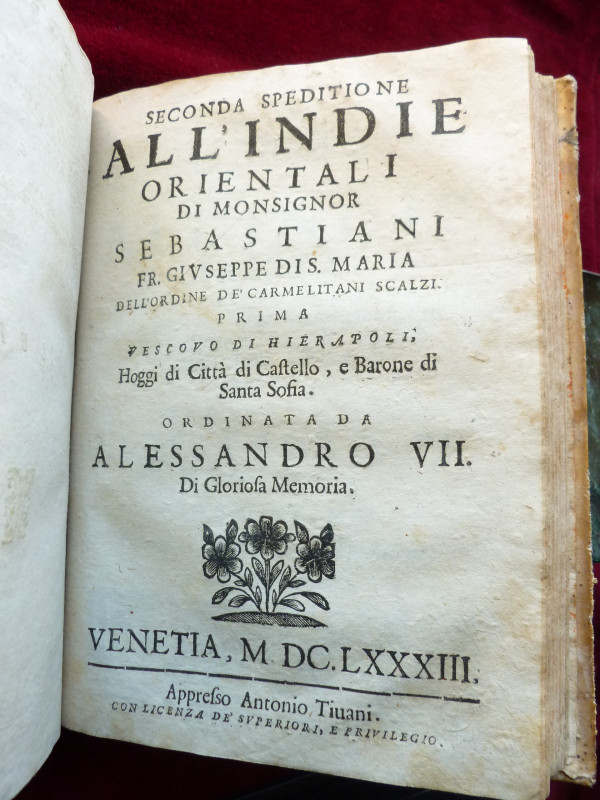 SECONDA SPEDITIONE
ALL'INDIE
ORIENTALI
DI MONSIGNOR
SEBASTIANI
FR. GIVSEPPE DI S. MARIA
DELL'ORDINE DE' CARMELITANI SCALZI.
PRIMA
VESCOVO DI HIERAPOLI,
Hoggi di Città di Caſtello, e Barone di
Santa Sofia.
ORDINATA DA
ALESSANDRO VII.
Di Glorioſa Memoria.
VENETIA, M DC. LXXXIII.
Appreſſo Antonio Tiuani.
CON LICENZA DE' SVPERIORI, E PRIVILEGIO.